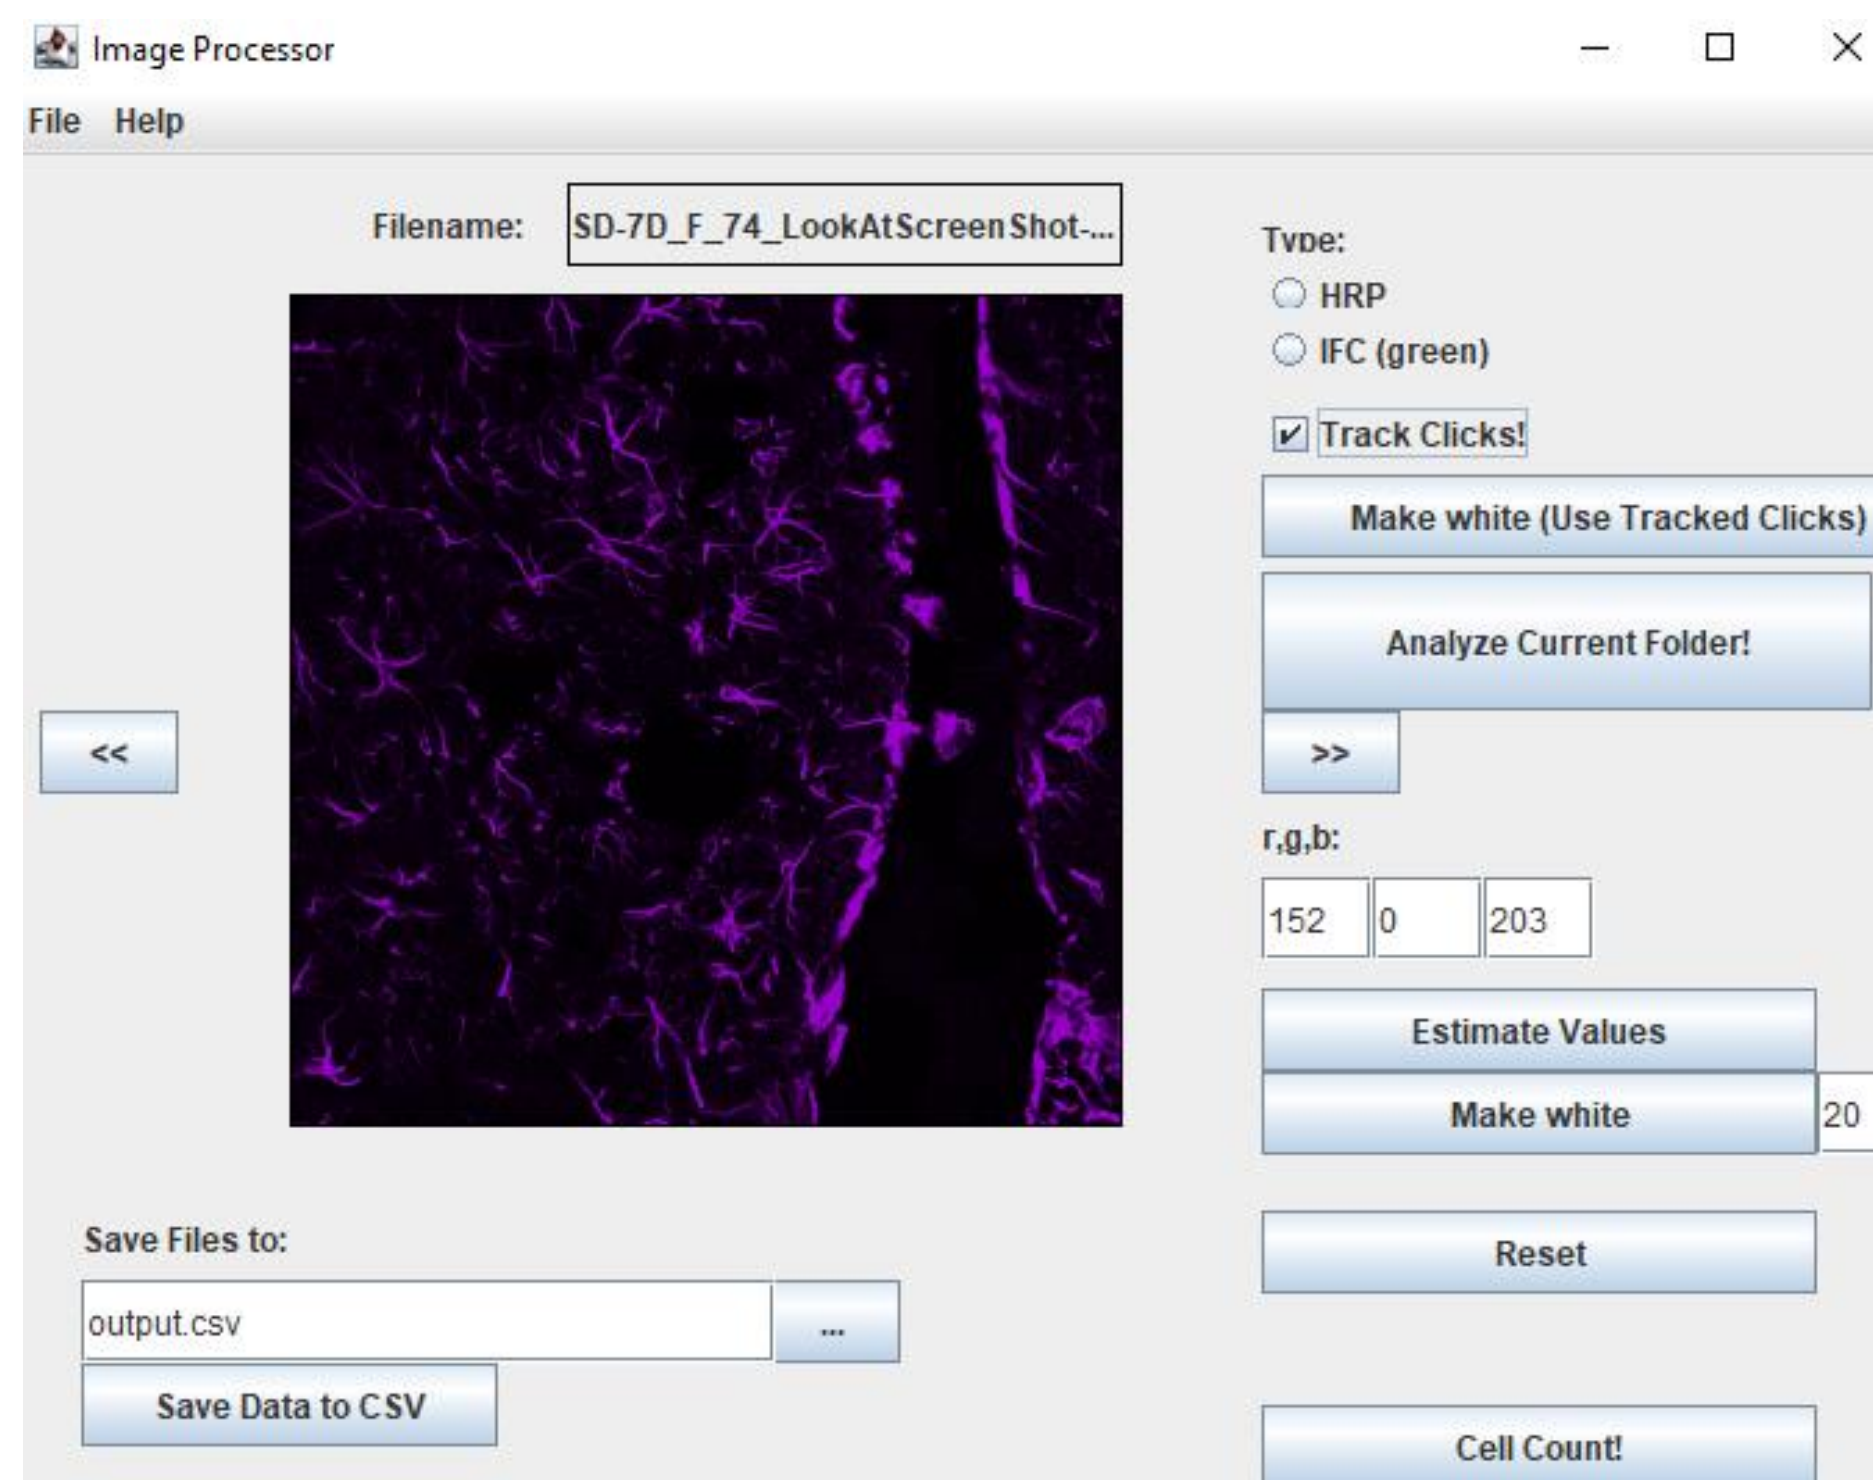 Image Processor
File Help
Filename: SD-7D_F_74_LookAtScreenShot-...
Type:
HRP
IFC (green)
Track Clicks!
Make white (Use Tracked Clicks)
Analyze Current Folder!
<<
>>
r,g,b:
152 0 203
Estimate Values
Make white 20
Save Files to:
Reset
output.csv ...
Save Data to CSV
Cell Count!